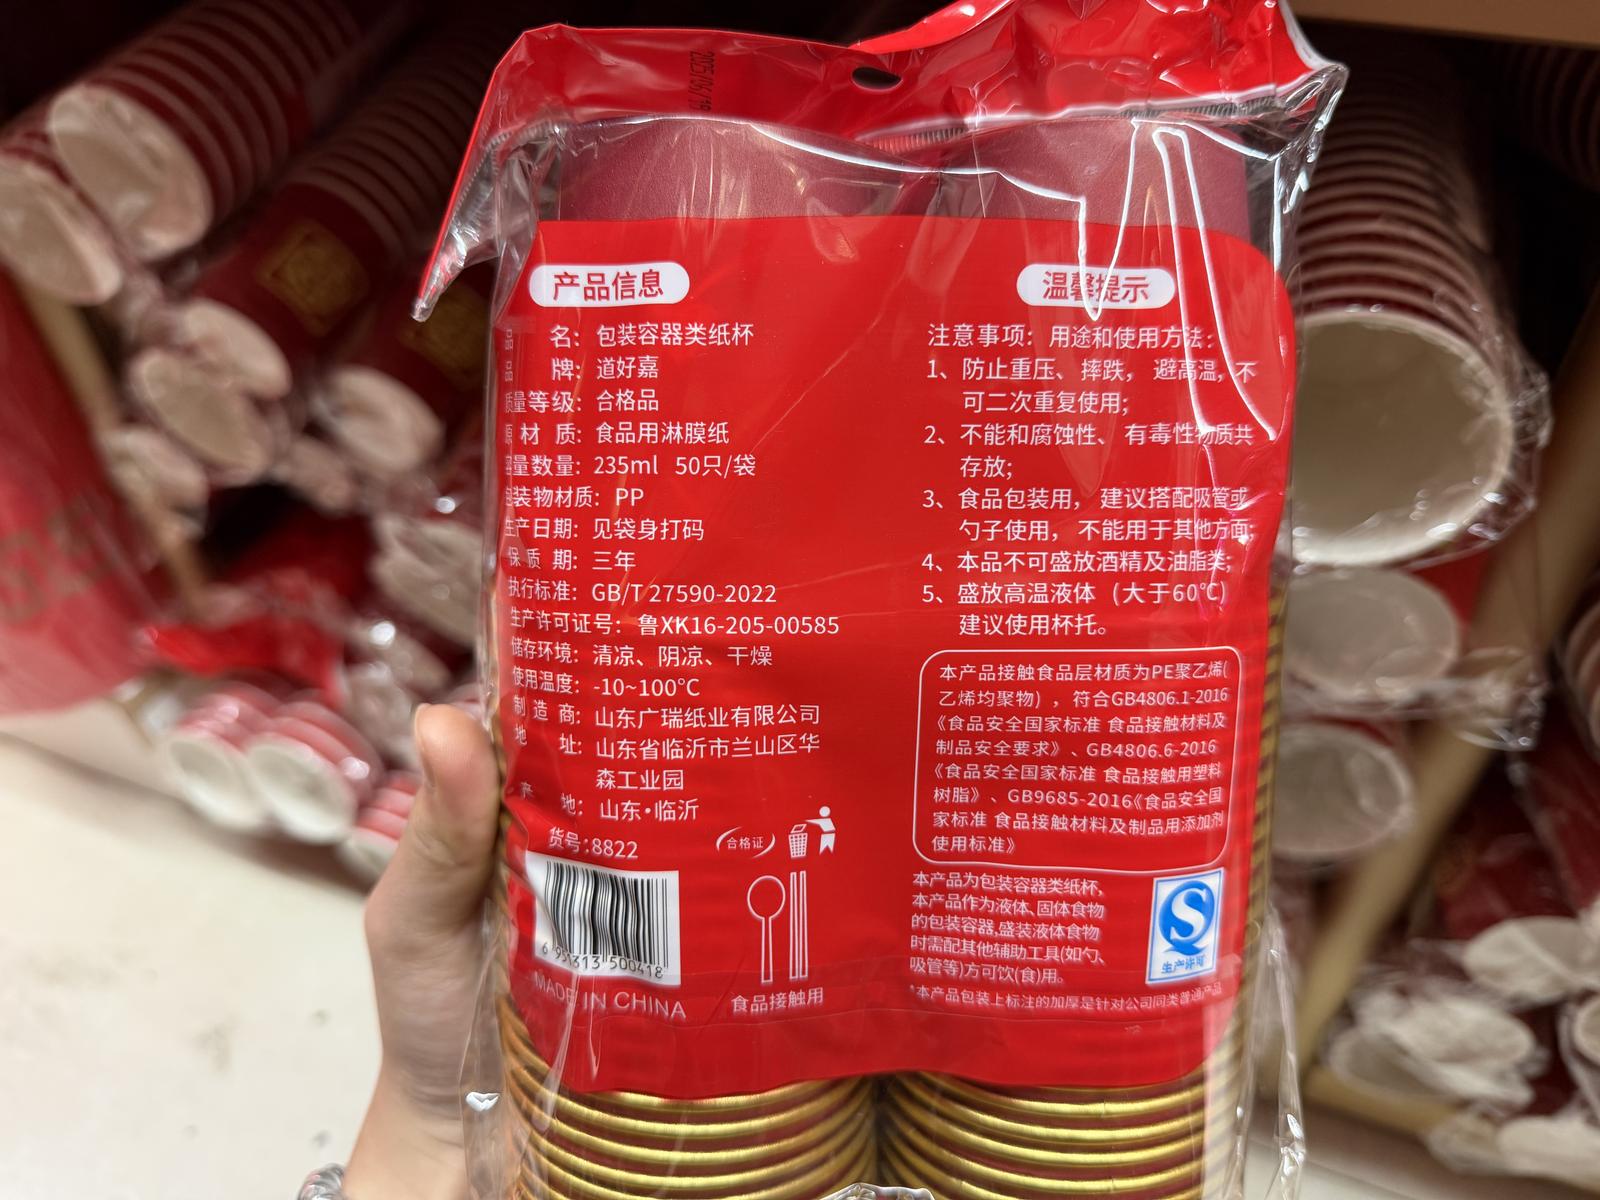 2025/06/19
产品信息
品 名：包装容器类纸杯
品 牌：道好嘉
质量等级：合格品
原 材 质：食品用淋膜纸
容量数量：235ml 50只/袋
包装物材质：PP
生产日期：见袋身打码
保 质 期：三年
执行标准：GB/T 27590-2022
生产许可证号：鲁XK16-205-00585
储存环境：清凉、阴凉、干燥
使用温度：-10~100℃
制 造 商：山东广瑞纸业有限公司
地 址：山东省临沂市兰山区华
森工业园
产 地：山东·临沂
货号：8822
合格证
6 951313 500418
MADE IN CHINA
食品接触用
温馨提示
注意事项：用途和使用方法：
1、防止重压、摔跌，避高温，不
可二次重复使用；
2、不能和腐蚀性、有毒性物质共
存放；
3、食品包装用，建议搭配吸管或
勺子使用，不能用于其他方面；
4、本品不可盛放酒精及油脂类；
5、盛放高温液体（大于60℃）
建议使用杯托。
本产品接触食品层材质为PE聚乙烯(
乙烯均聚物)，符合GB4806.1-2016
《食品安全国家标准 食品接触材料及
制品安全要求》、GB4806.6-2016
《食品安全国家标准 食品接触用塑料
树脂》、GB9685-2016《食品安全国
家标准 食品接触材料及制品用添加剂
使用标准》
本产品为包装容器类纸杯，
本产品作为液体、固体食物
的包装容器,盛装液体食物
时需配其他辅助工具(如勺、
吸管等)方可饮(食)用。
生产许可
*本产品包装上标注的加厚是针对公司同类普通产品